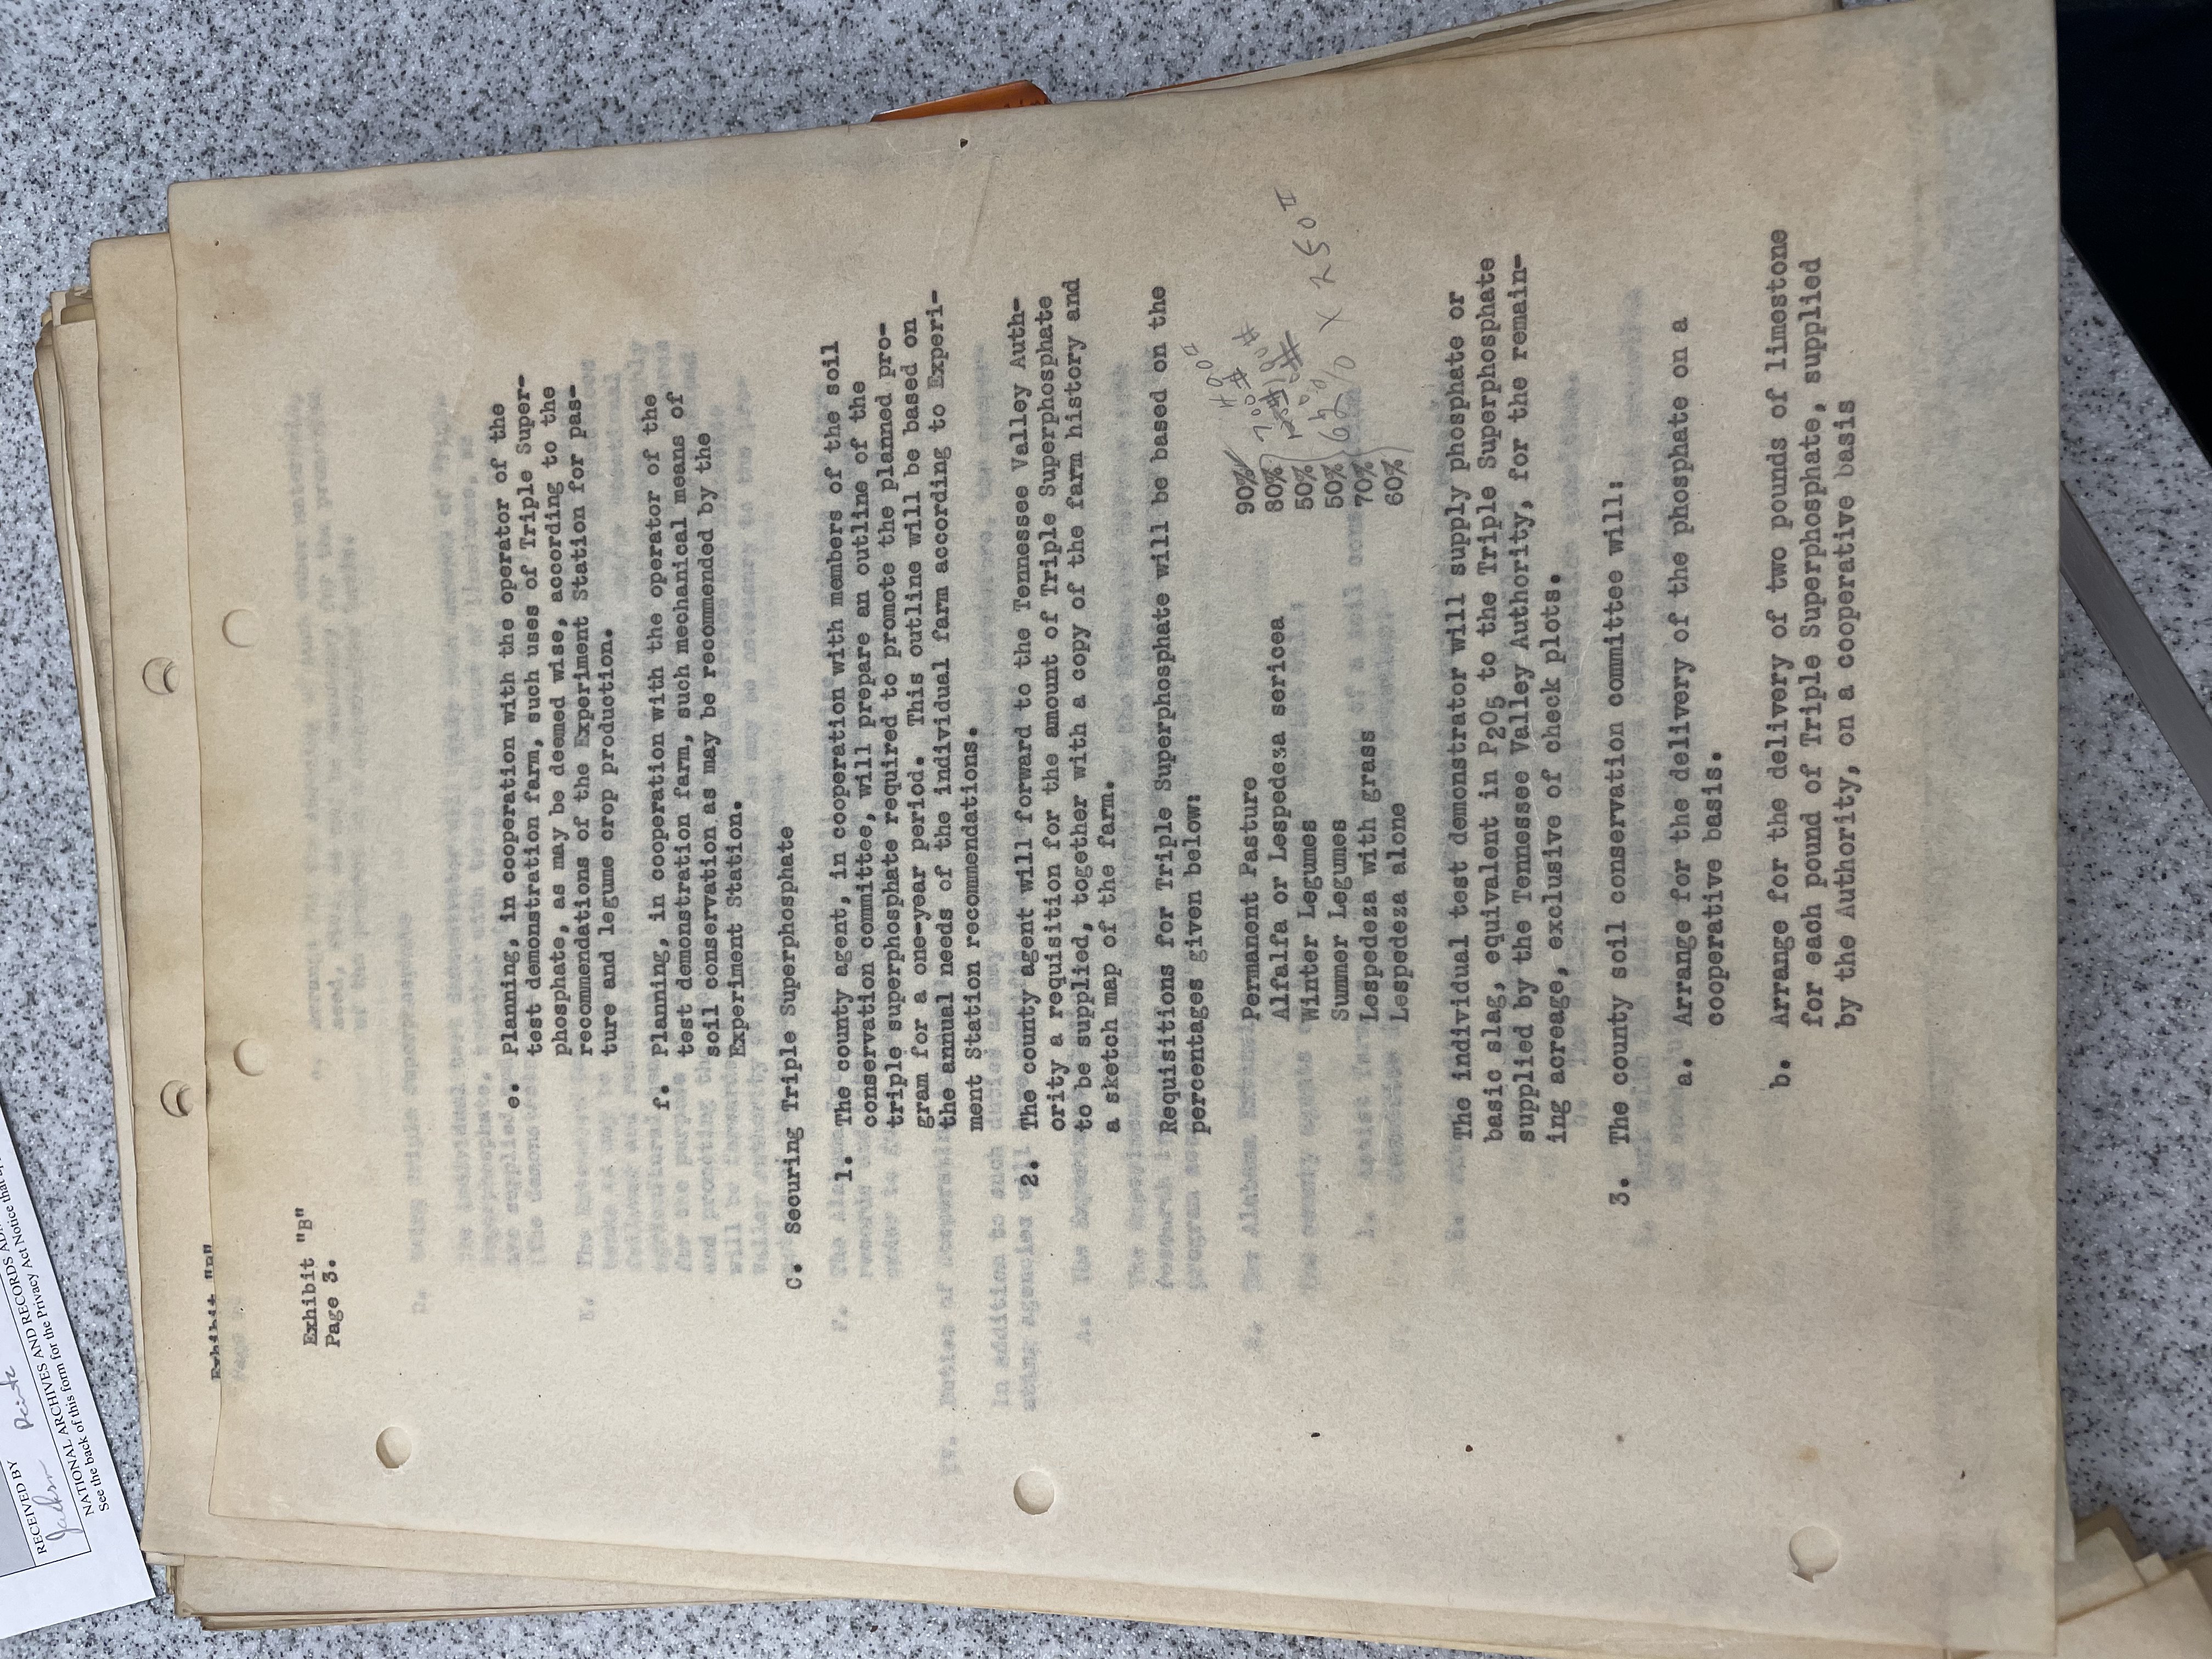 RECEIVED BY
Jackson
NATIONAL ARCHIVES AND RECORDS
See the back of this form for the Privacy Act Notice that
Exhibit "B"
Page
Exhibit "B"
Page 3.
e. Planning, in cooperation with the operator of the
test demonstration farm, such uses of Triple Super-
phosphate, as may be deemed wise, according to the
recommendations of the Experiment Station for pas-
ture and legume crop production.
f. Planning, in cooperation with the operator of the
test demonstration farm, such mechanical means of
soil conservation as may be recommended by the
Experiment Station.
C. Securing Triple Superphosphate
1. The county agent, in cooperation with members of the soil
conservation committee, will prepare an outline of the
triple superphosphate required to promote the planned pro-
gram for a one-year period. This outline will be based on
the annual needs of the individual farm according to Experi-
ment Station recommendations.
2. The county agent will forward to the Tennessee Valley Auth-
ority a requisition for the amount of Triple Superphosphate
to be supplied, together with a copy of the farm history and
a sketch map of the farm.
Requisitions for Triple Superphosphate will be based on the
percentages given below:
Permanent Pasture 90% 400
Alfalfa or Lespedeza sericea 80%
Winter Legumes 50%
Summer Legumes 50% 62% x 250
Lespedeza with grass 70%
Lespedeza alone 60%
The individual test demonstrator will supply phosphate or
basic slag, equivalent in P2O5 to the Triple Superphosphate
supplied by the Tennessee Valley Authority, for the remain-
ing acreage, exclusive of check plots.
3. The county soil conservation committee will:
a. Arrange for the delivery of the phosphate on a
cooperative basis.
b. Arrange for the delivery of two pounds of limestone
for each pound of Triple Superphosphate, supplied
by the Authority, on a cooperative basis